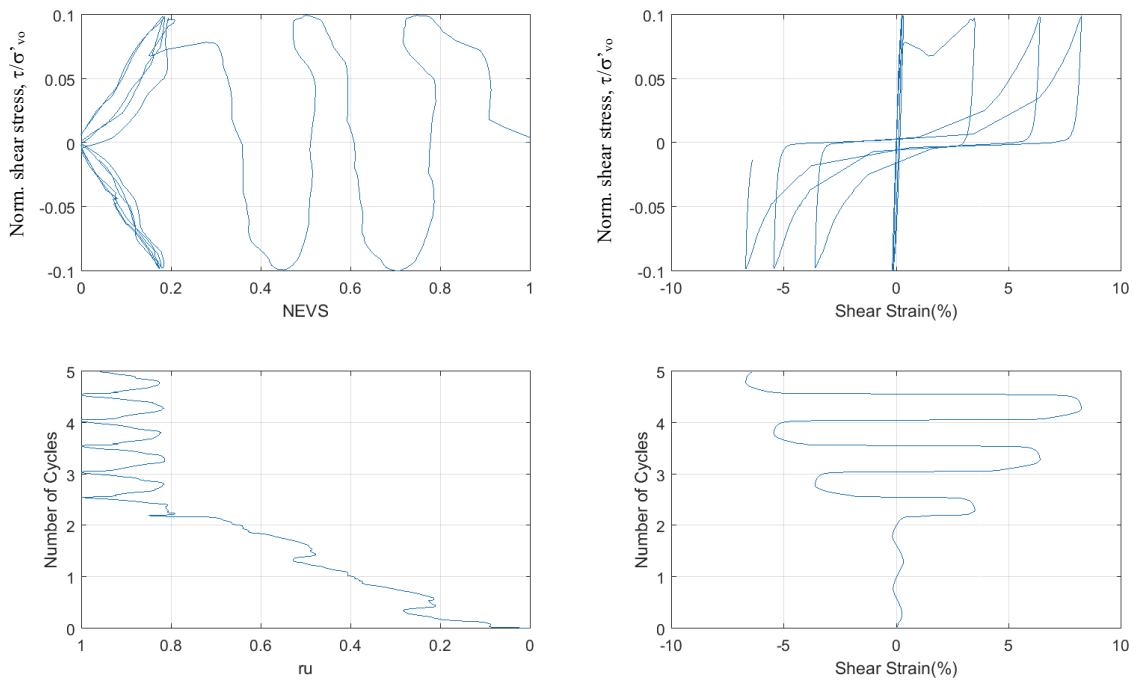 Norm. shear stress, τ/σ'vo
0.1
0.05
0
-0.05
-0.1
0 0.2 0.4 0.6 0.8 1
NEVS
Norm. shear stress, τ/σ'vo
0.1
0.05
0
-0.05
-0.1
-10 -5 0 5 10
Shear Strain(%)
Number of Cycles
5
4
3
2
1
0
1 0.8 0.6 0.4 0.2 0
ru
Number of Cycles
5
4
3
2
1
0
-10 -5 0 5 10
Shear Strain(%)